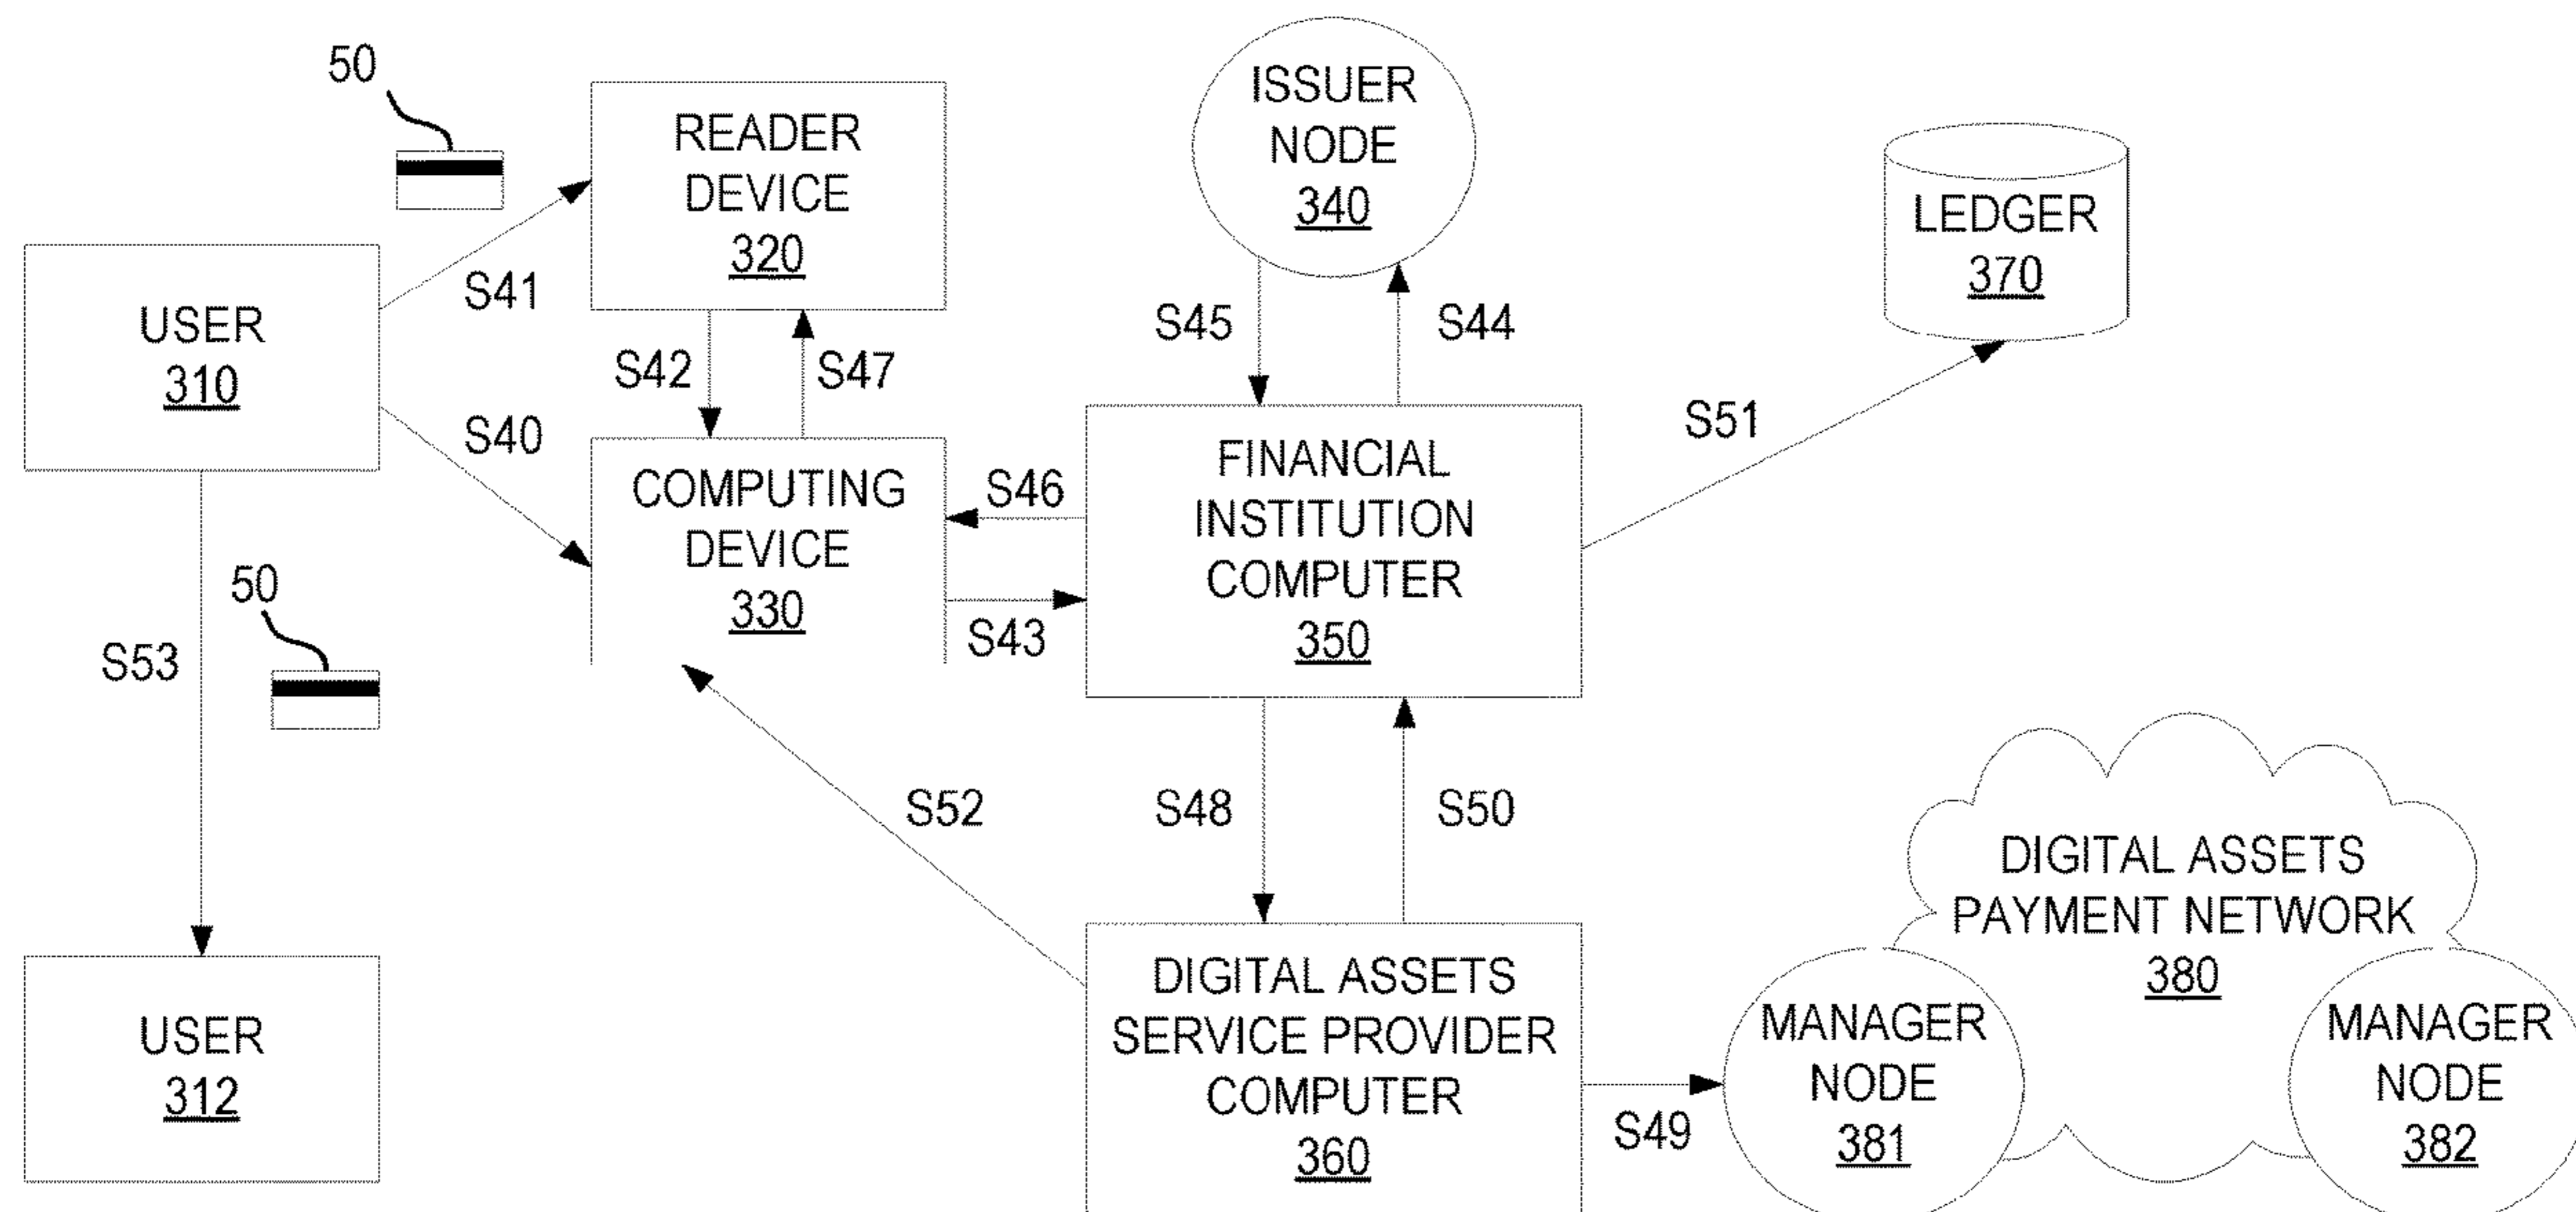 50
READER
DEVICE
320
ISSUER
NODE
340
LEDGER
370
USER
310
S41
S42
S47
S45
S44
S40
S51
COMPUTING
DEVICE
330
S46
S43
FINANCIAL
INSTITUTION
COMPUTER
350
50
S53
S52
S48
S50
DIGITAL ASSETS
PAYMENT NETWORK
380
USER
312
DIGITAL ASSETS
SERVICE PROVIDER
COMPUTER
360
S49
MANAGER
NODE
381
MANAGER
NODE
382